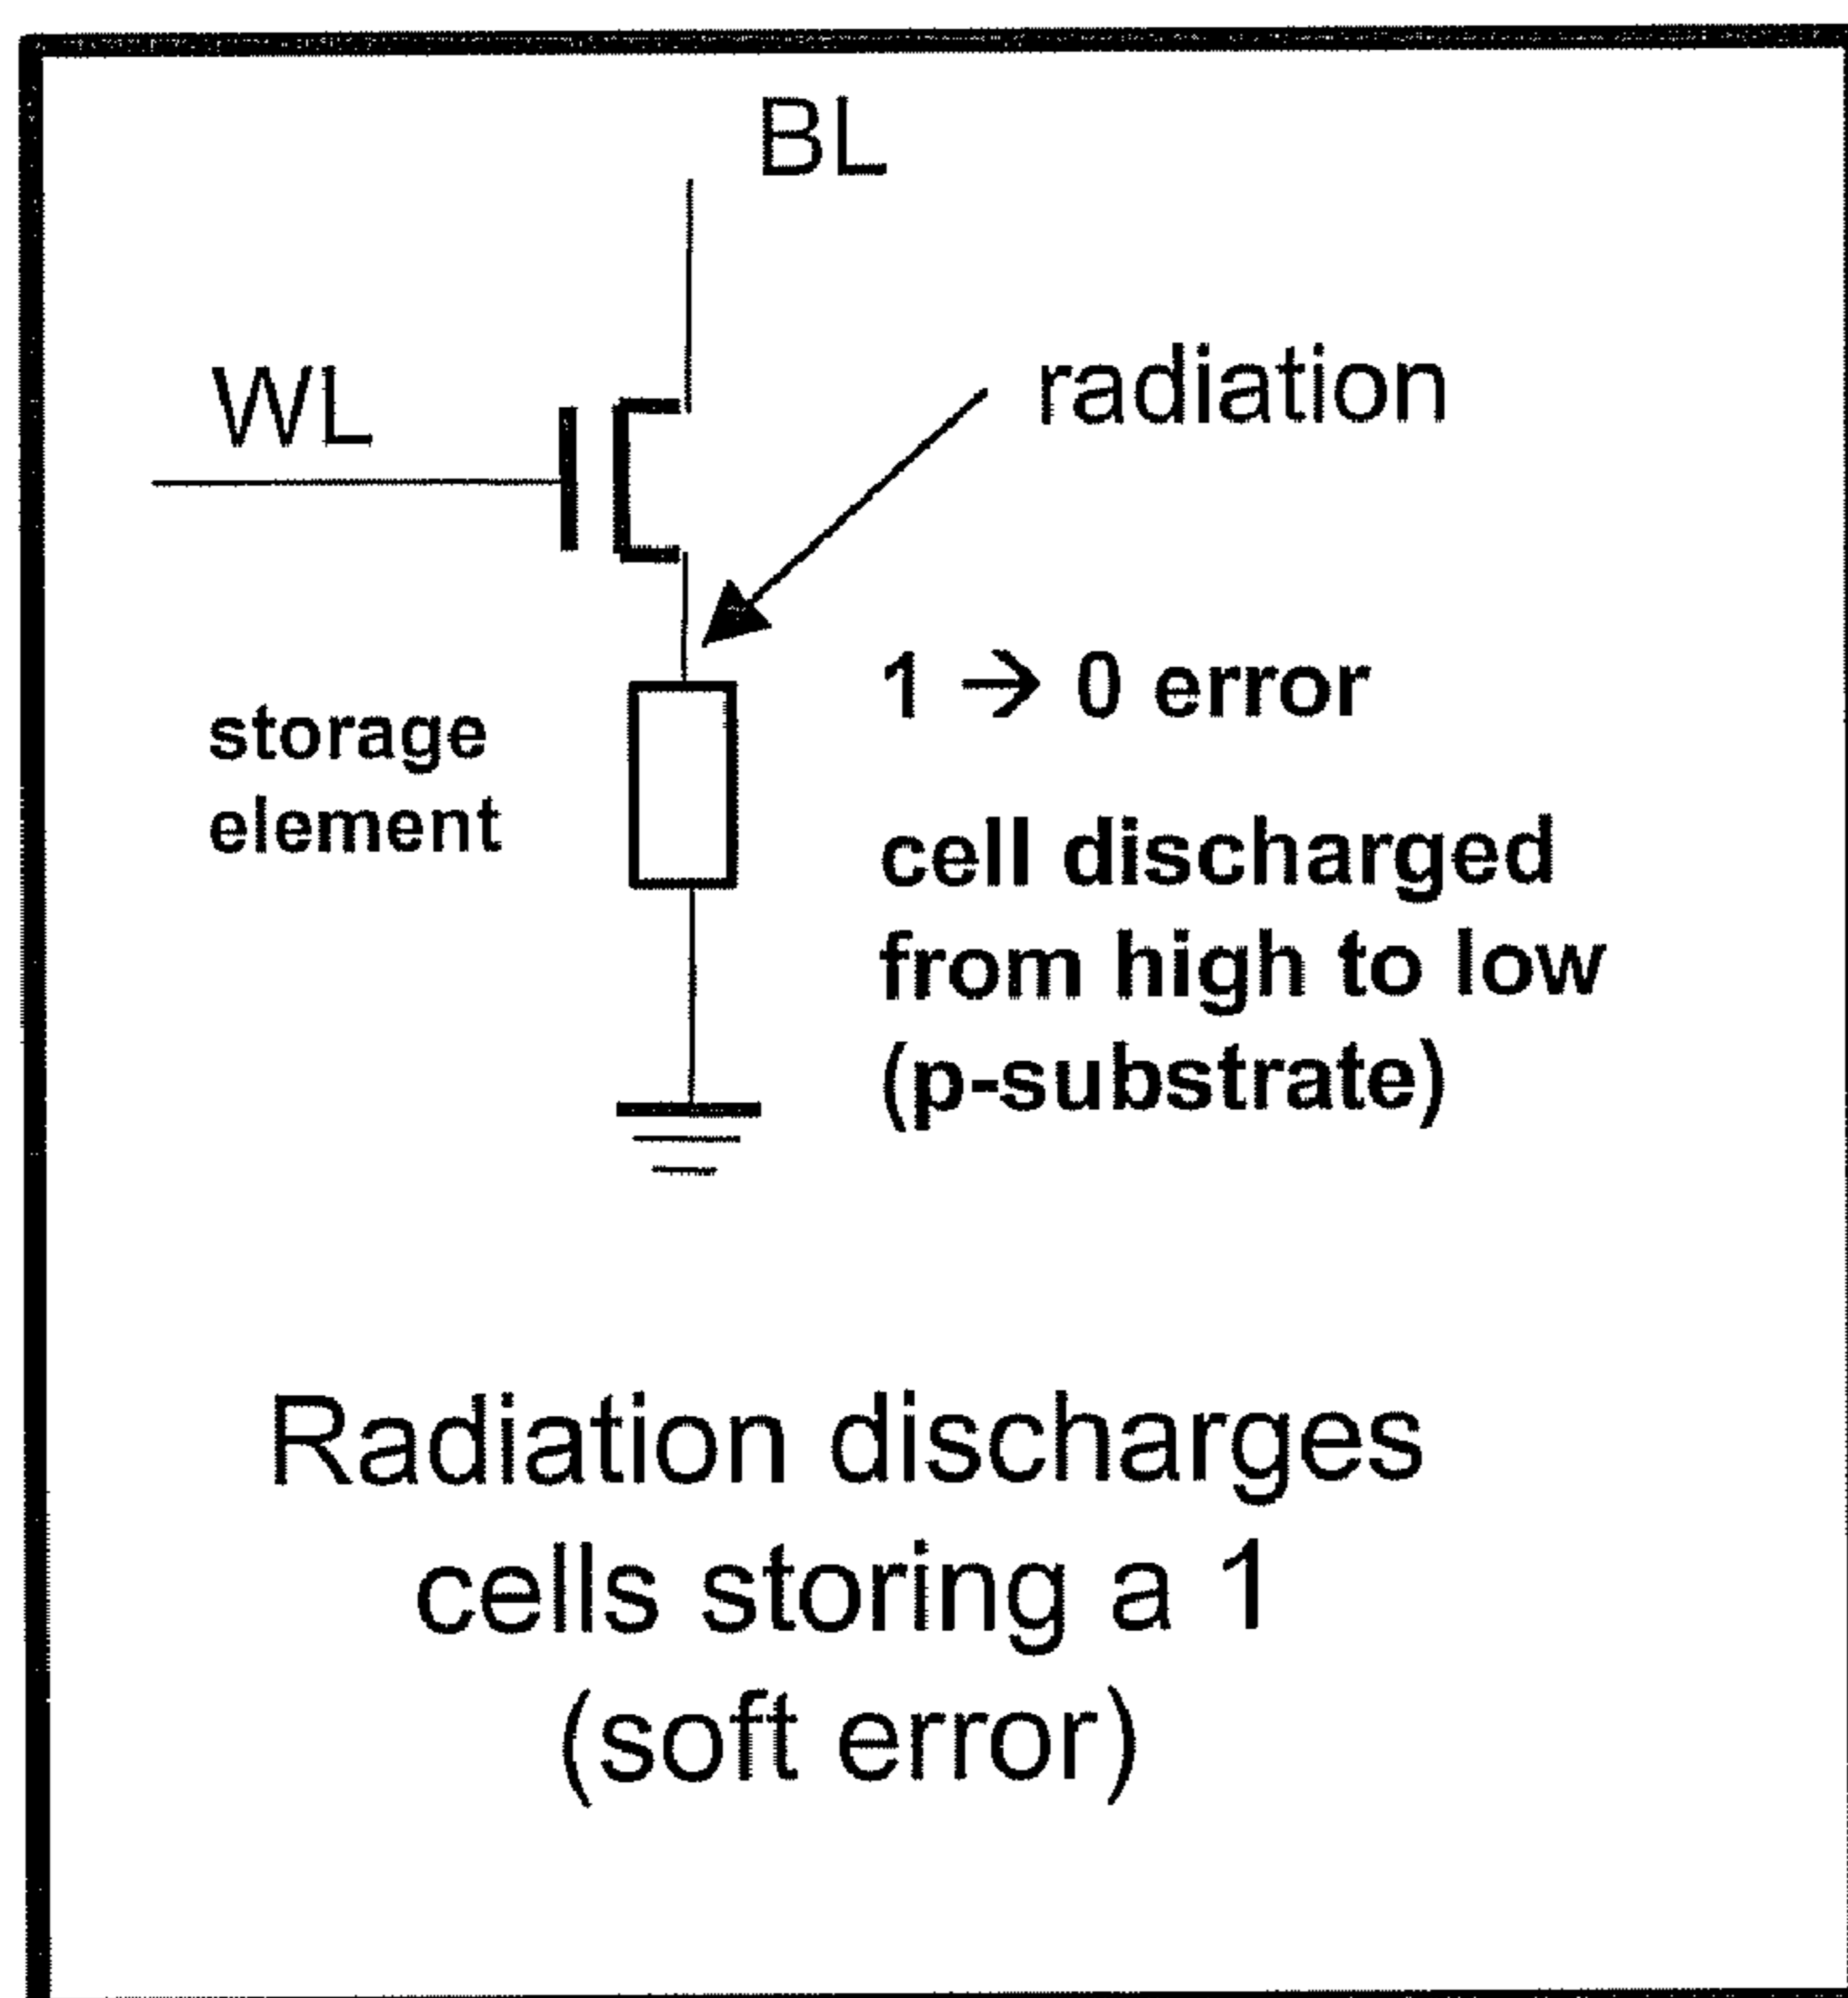 BL
WL
radiation
1 → 0 error
storage
element
cell discharged
from high to low
(p-substrate)
Radiation discharges
cells storing a 1
(soft error)